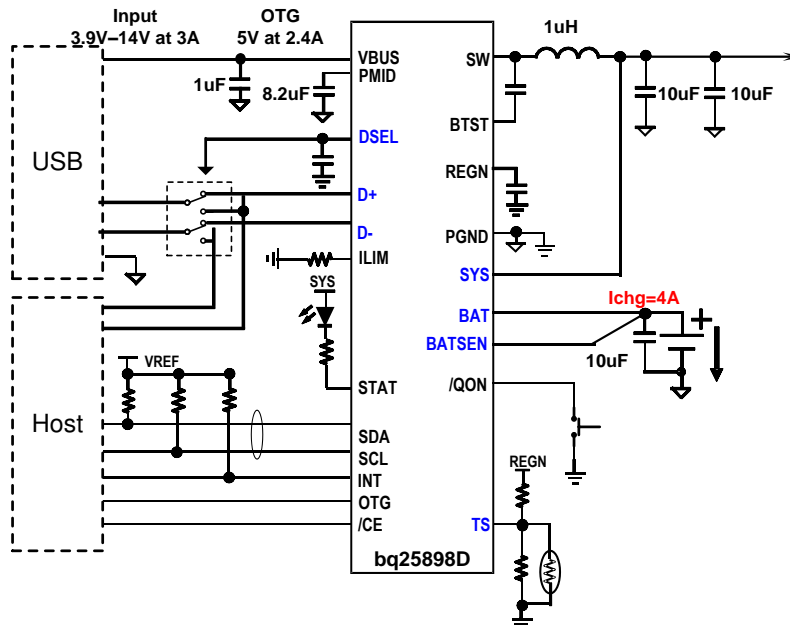 Input
3.9V–14V at 3A
OTG
5V at 2.4A
VBUS
PMID
1uF
8.2uF
DSEL
USB
D+
D-
ILIM
SYS
STAT
VREF
Host
SDA
SCL
INT
OTG
/CE
bq25898D
1uH
SW
10uF
10uF
BTST
REGN
PGND
SYS
Ichg=4A
BAT
BATSEN
+
10uF
/QON
REGN
TS